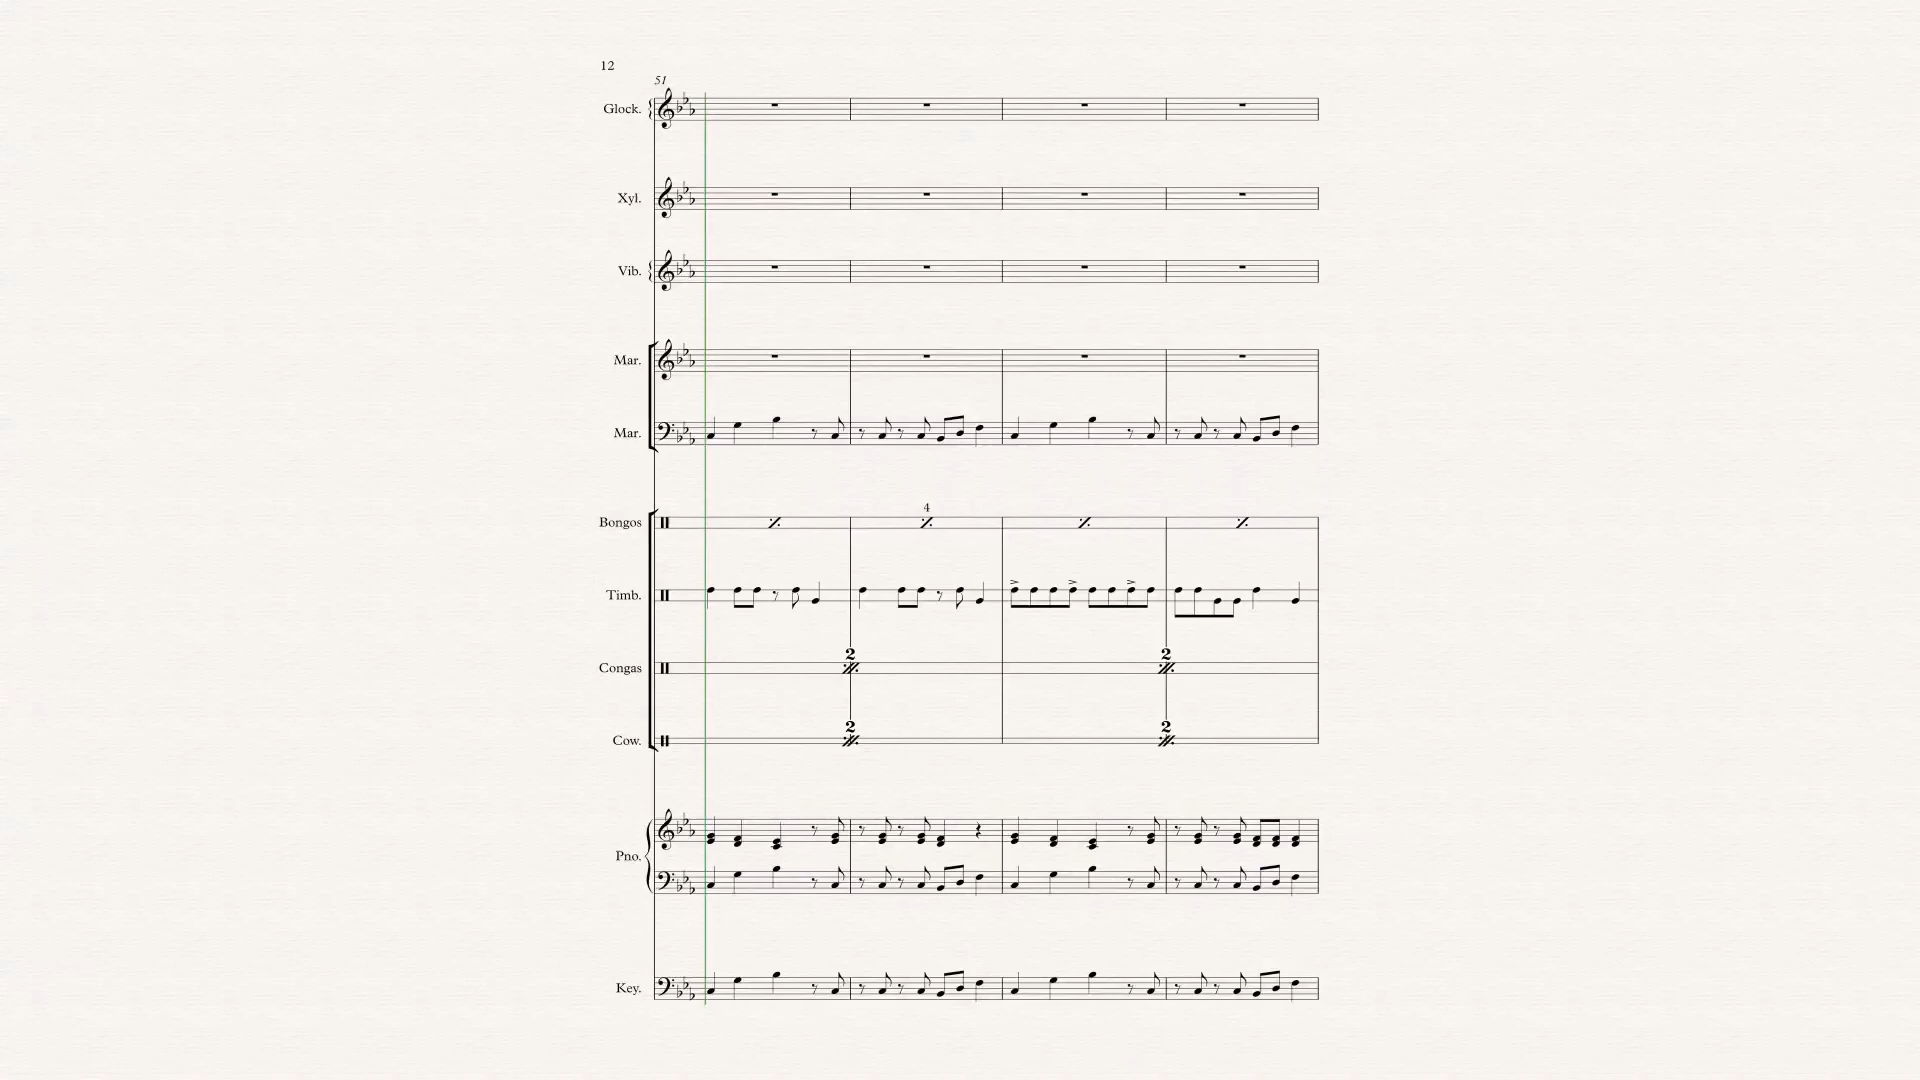 12
51
Glock.
Xyl.
Vib.
Mar.
Mar.
Bongos
4
Timb.
Congas
2 2
Cow.
2 2
Pno.
Key.